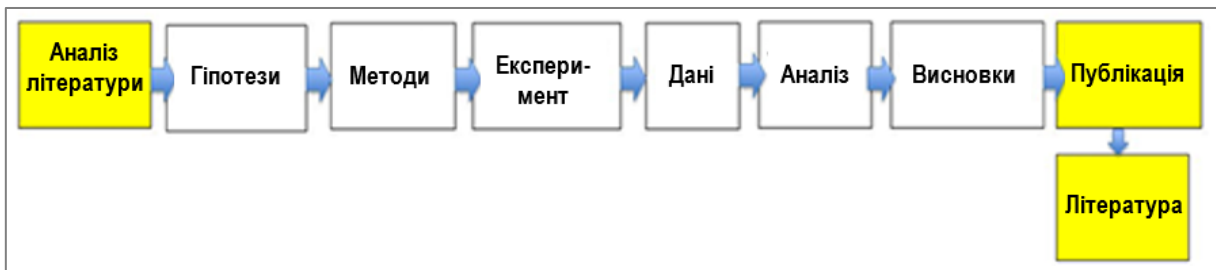 Аналіз
літератури
Гіпотези
Методи
Експери-
мент
Дані
Аналіз
Висновки
Публікація
Література